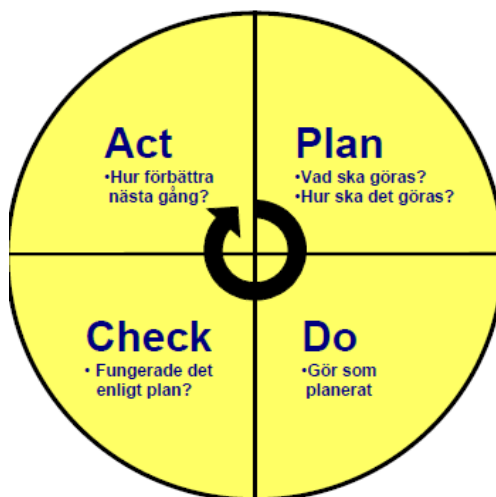 Act
•Hur förbättra
nästa gång?
Plan
•Vad ska göras?
•Hur ska det göras?
Check
• Fungerade det
enligt plan?
Do
•Gör som
planerat